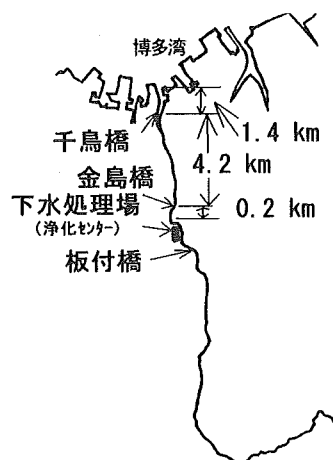 博多湾
1.4 km
千鳥橋
4.2 km
金島橋
下水処理場
0.2 km
(浄化センター)
板付橋